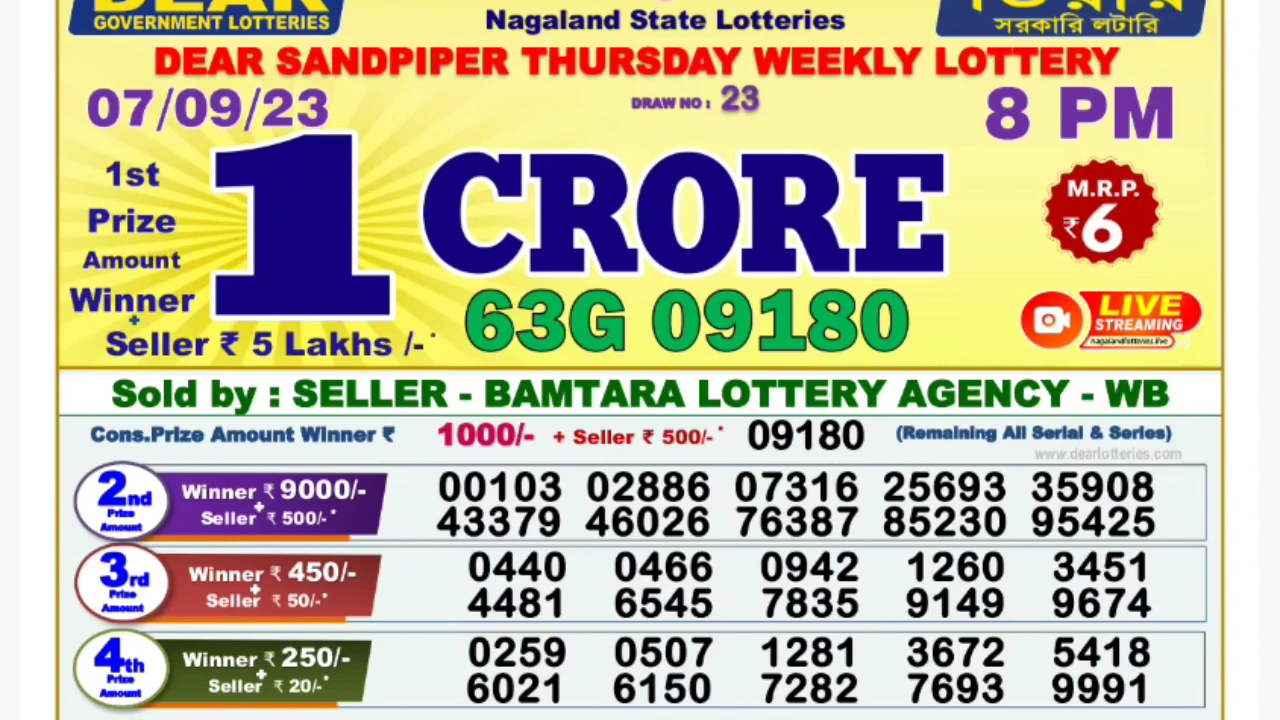 DEAR
GOVERNMENT LOTTERIES
Nagaland State Lotteries
সরকারি লটারি
DEAR SANDPIPER THURSDAY WEEKLY LOTTERY
07/09/23
DRAW NO : 23
8 PM
1st
Prize
Amount
Winner
+
Seller ₹ 5 Lakhs /-*
1 CRORE
63G 09180
M.R.P.
₹6
LIVE
STREAMING
nagalandlotteries.live
Sold by : SELLER - BAMTARA LOTTERY AGENCY - WB
Cons.Prize Amount Winner ₹ 1000/- + Seller ₹ 500/-* 09180 (Remaining All Serial & Series)
www.dearlotteries.com
2nd Prize Amount
Winner ₹ 9000/-
+
Seller ₹ 500/-*
00103 02886 07316 25693 35908
43379 46026 76387 85230 95425
3rd Prize Amount
Winner ₹ 450/-
+
Seller ₹ 50/-*
0440 0466 0942 1260 3451
4481 6545 7835 9149 9674
4th Prize Amount
Winner ₹ 250/-
+
Seller ₹ 20/-*
0259 0507 1281 3672 5418
6021 6150 7282 7693 9991